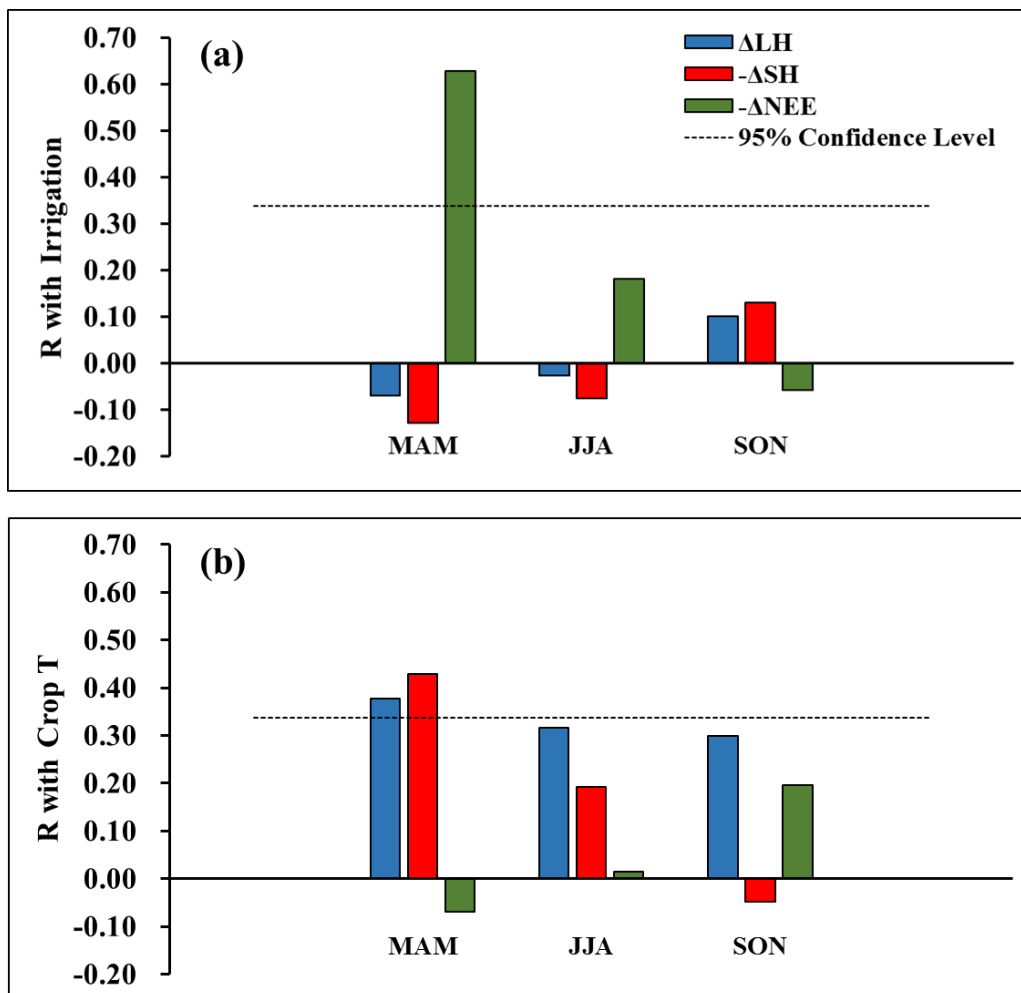 (a)
ΔLH
-ΔSH
-ΔNEE
95% Confidence Level
R with Irrigation
0.70
0.60
0.50
0.40
0.30
0.20
0.10
0.00
-0.10
-0.20
MAM JJA SON
(b)
R with Crop T
0.70
0.60
0.50
0.40
0.30
0.20
0.10
0.00
-0.10
-0.20
MAM JJA SON